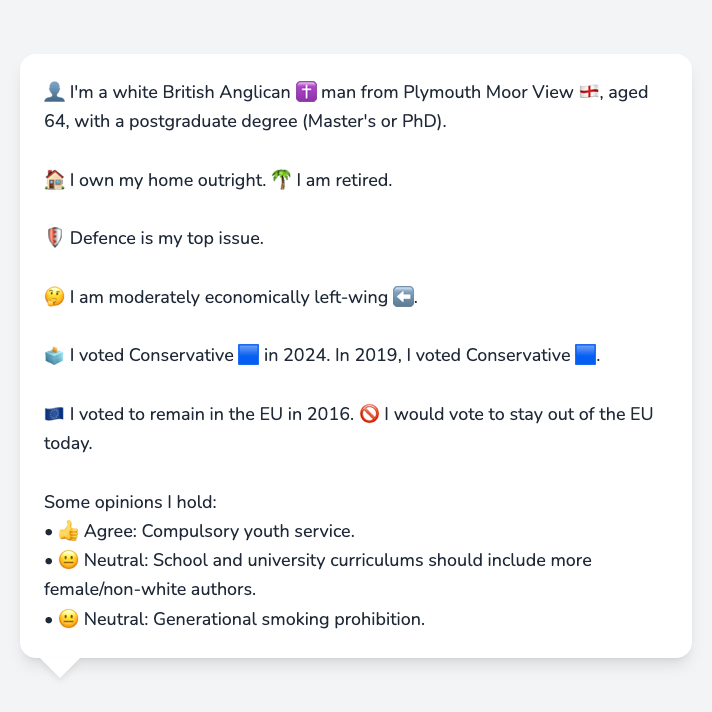 👤 I'm a white British Anglican ✝️ man from Plymouth Moor View 🏴󠁧󠁢󠁥󠁮󠁧󠁿, aged
64, with a postgraduate degree (Master's or PhD).
🏠 I own my home outright. 🌴 I am retired.
🛡️ Defence is my top issue.
🤔 I am moderately economically left-wing ⬅️.
🗳️ I voted Conservative 🟦 in 2024. In 2019, I voted Conservative 🟦.
🇪🇺 I voted to remain in the EU in 2016. 🚫 I would vote to stay out of the EU
today.
Some opinions I hold:
• 👍 Agree: Compulsory youth service.
• 😐 Neutral: School and university curriculums should include more
female/non-white authors.
• 😐 Neutral: Generational smoking prohibition.